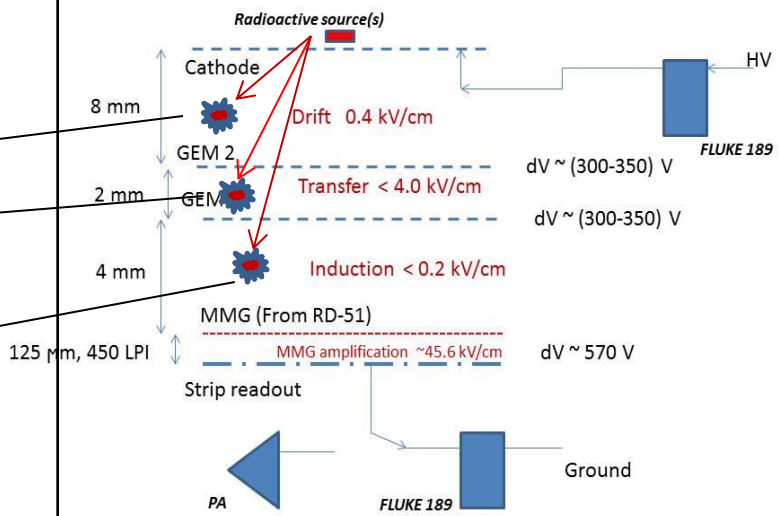 Radioactive source(s)
Cathode
HV
8 mm
Drift 0.4 kV/cm
FLUKE 189
GEM 2
dV ~ (300-350) V
2 mm
GEM
Transfer < 4.0 kV/cm
dV ~ (300-350) V
4 mm
Induction < 0.2 kV/cm
MMG (From RD-51)
125 μm, 450 LPI
MMG amplification ~45.6 kV/cm
dV ~ 570 V
Strip readout
Ground
PA
FLUKE 189